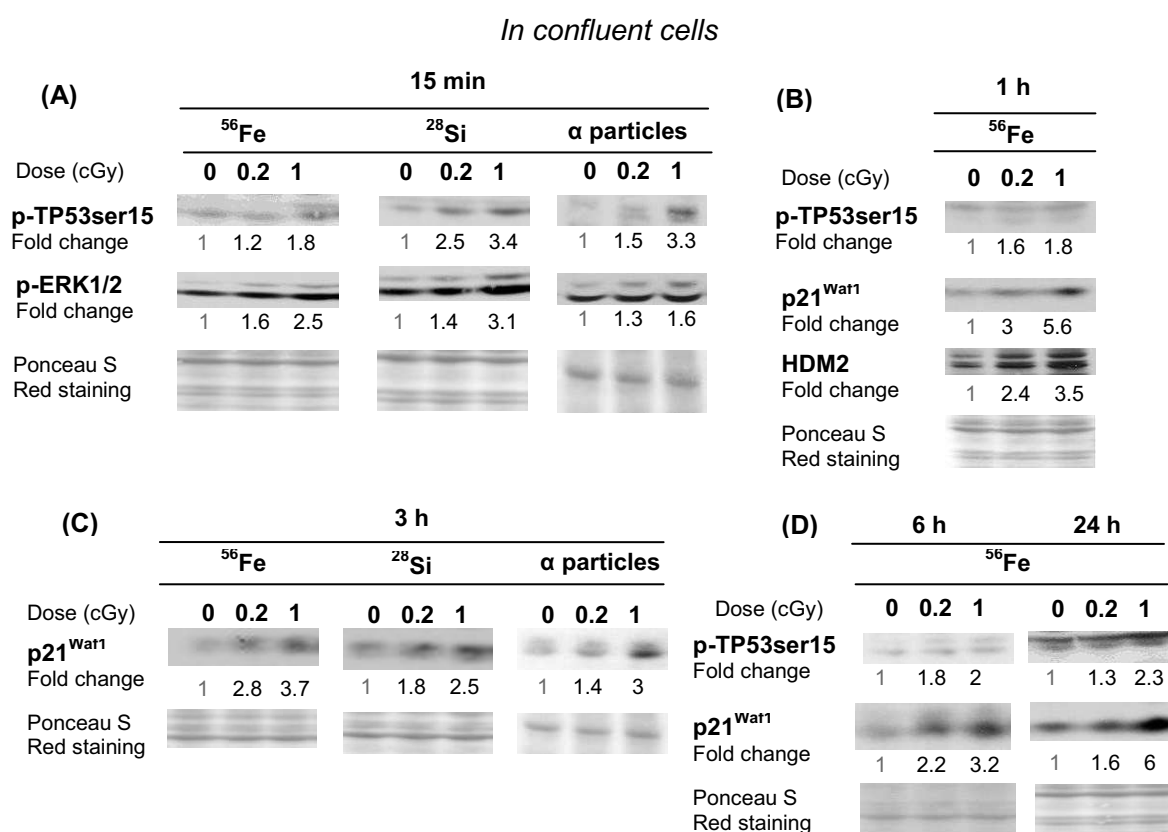 In confluent cells
(A)
15 min
⁵⁶Fe ²⁸Si α particles
Dose (cGy) 0 0.2 1 0 0.2 1 0 0.2 1
p-TP53ser15
Fold change 1 1.2 1.8 1 2.5 3.4 1 1.5 3.3
p-ERK1/2
Fold change 1 1.6 2.5 1 1.4 3.1 1 1.3 1.6
Ponceau S
Red staining
(B)
1 h
⁵⁶Fe
Dose (cGy) 0 0.2 1
p-TP53ser15
Fold change 1 1.6 1.8
p21ᵂᵃᶠ¹
Fold change 1 3 5.6
HDM2
Fold change 1 2.4 3.5
Ponceau S
Red staining
(C)
3 h
⁵⁶Fe ²⁸Si α particles
Dose (cGy) 0 0.2 1 0 0.2 1 0 0.2 1
p21ᵂᵃᶠ¹
Fold change 1 2.8 3.7 1 1.8 2.5 1 1.4 3
Ponceau S
Red staining
(D)
6 h 24 h
⁵⁶Fe
Dose (cGy) 0 0.2 1 0 0.2 1
p-TP53ser15
Fold change 1 1.8 2 1 1.3 2.3
p21ᵂᵃᶠ¹
Fold change 1 2.2 3.2 1 1.6 6
Ponceau S
Red staining